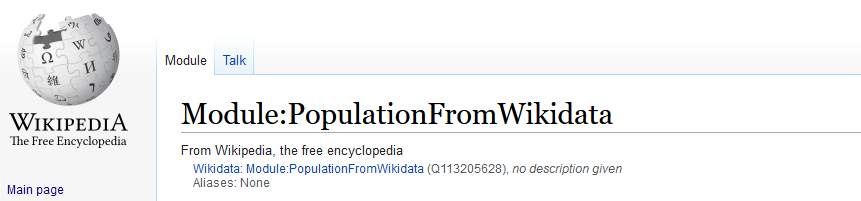 WIKIPEDIA
The Free Encyclopedia
Main page
Module
Talk
Module:PopulationFromWikidata
From Wikipedia, the free encyclopedia
Wikidata: Module:PopulationFromWikidata (Q113205628), no description given
Aliases: None